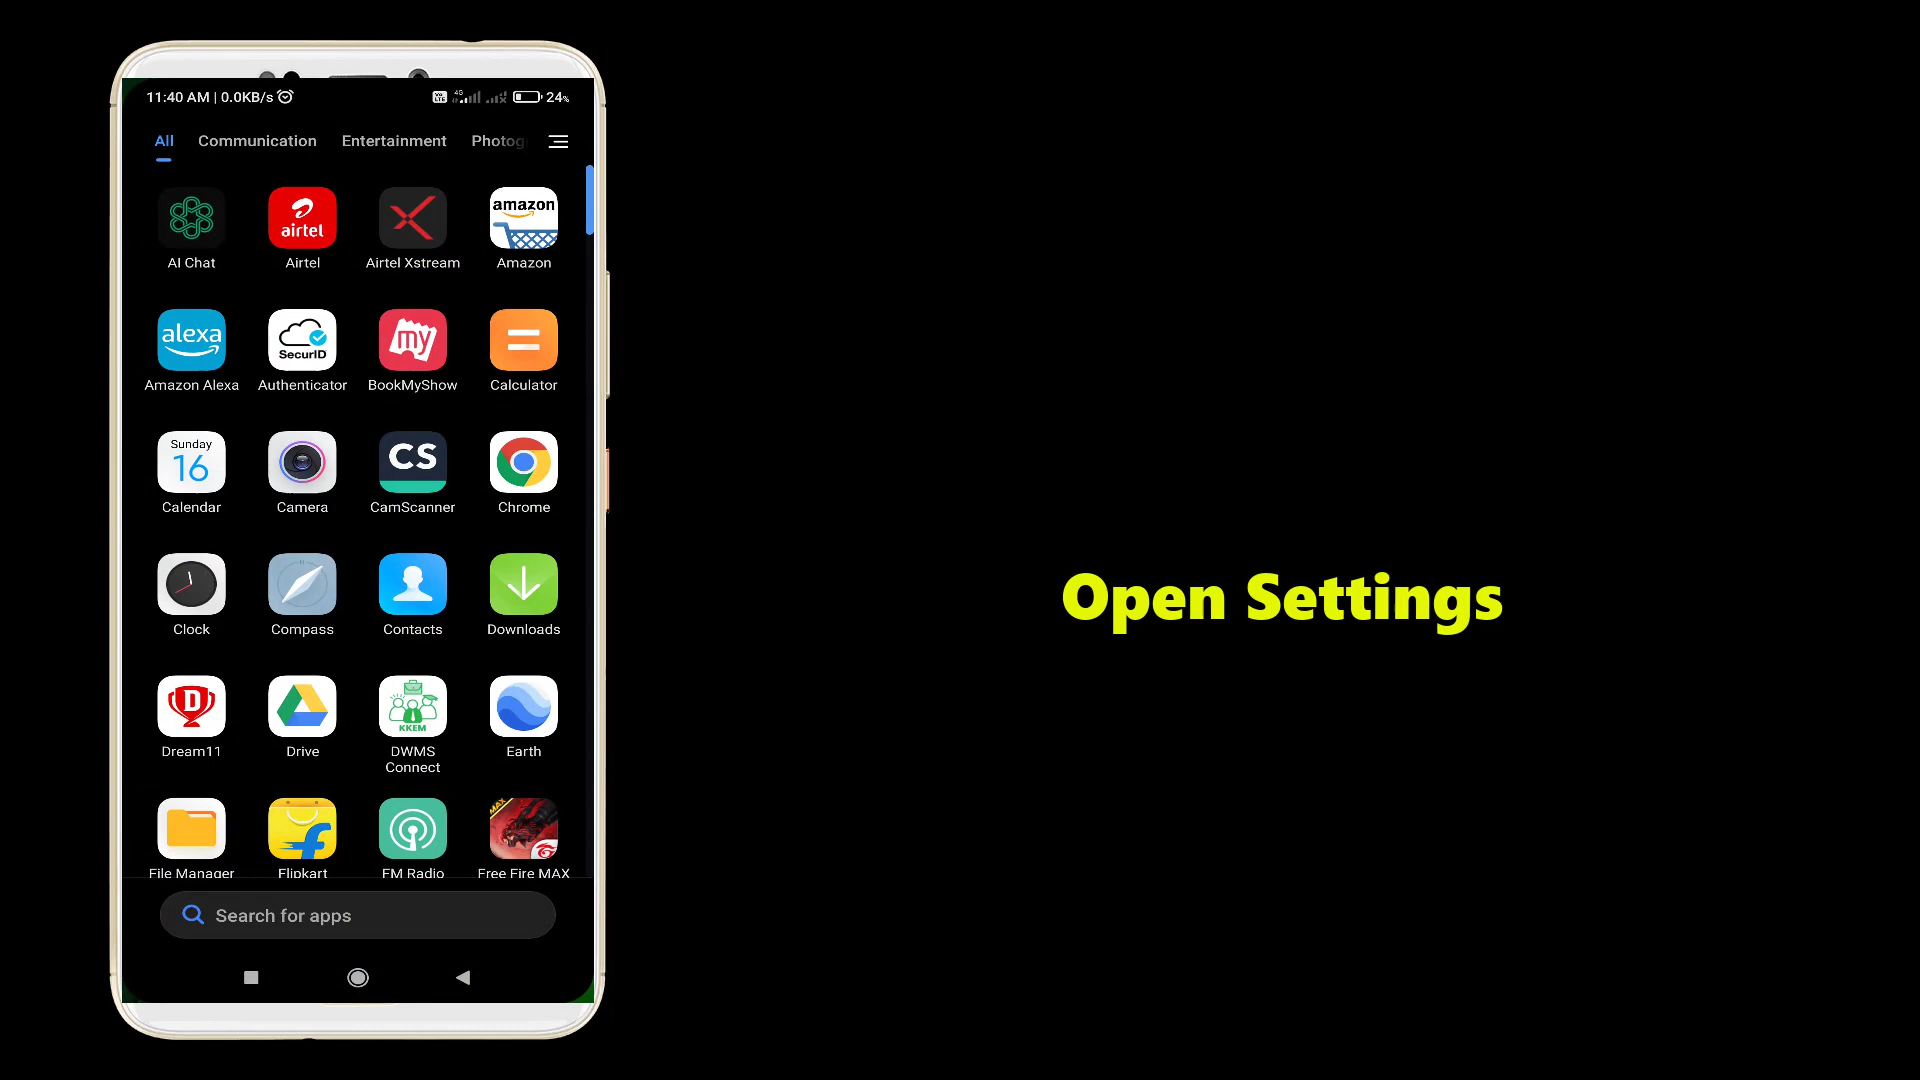 11:40 AM | 0.0KB/s 4G 24%
All Communication Entertainment Photog
airtel
amazon
AI Chat Airtel Airtel Xstream Amazon
alexa
SecurID
my
Amazon Alexa Authenticator BookMyShow Calculator
Sunday
16
CS
Calendar Camera CamScanner Chrome
Clock Compass Contacts Downloads
D
KKEM
Dream11 Drive DWMS Connect Earth
MAX
f
File Manager Flipkart FM Radio Free Fire MAX
Search for apps
Open Settings